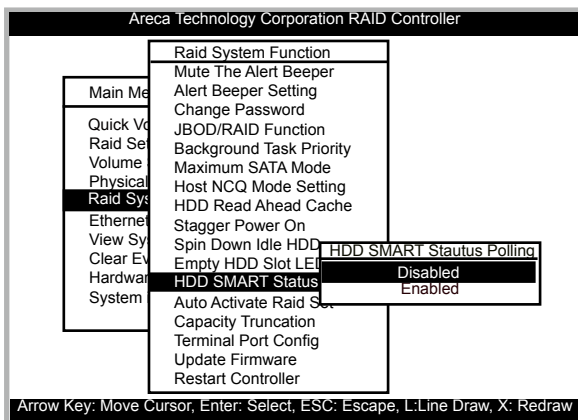 Areca Technology Corporation RAID Controller
Raid System Function
Mute The Alert Beeper
Alert Beeper Setting
Change Password
JBOD/RAID Function
Background Task Priority
Maximum SATA Mode
Host NCQ Mode Setting
HDD Read Ahead Cache
Stagger Power On
Spin Down Idle HDD
Empty HDD Slot LED
HDD SMART Status
Auto Activate Raid Set
Capacity Truncation
Terminal Port Config
Update Firmware
Restart Controller
Main Me
Quick Vo
Raid Set
Volume
Physical
Raid Sys
Ethernet
View Sy
Clear Ev
Hardwar
System
HDD SMART Stautus Polling
Disabled
Enabled
Arrow Key: Move Cursor, Enter: Select, ESC: Escape, L:Line Draw, X: Redraw